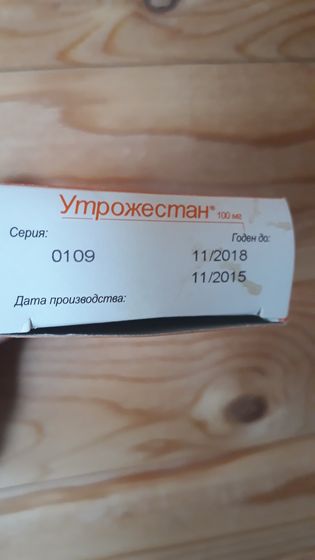 Утрожестан® 100 мг
Серия: Годен до:
0109 11/2018
11/2015
Дата производства: